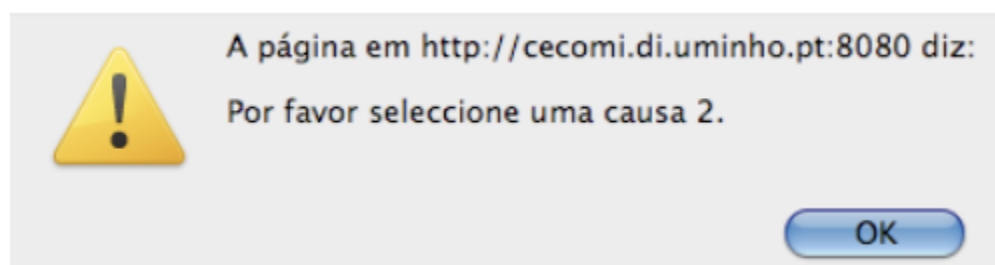 A página em http://cecomi.di.uminho.pt:8080 diz:
Por favor seleccione uma causa 2.
OK